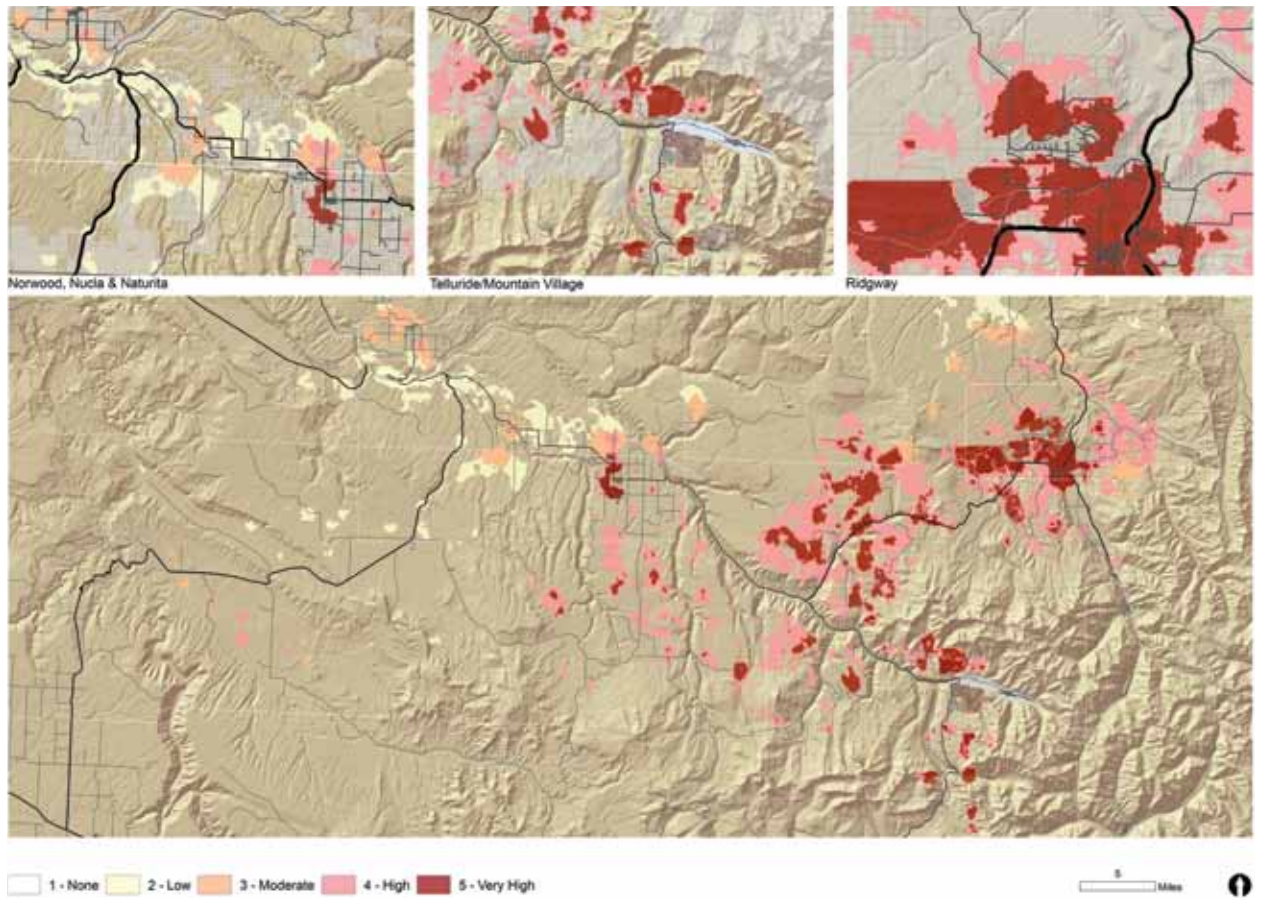 Norwood, Nucla & Naturita
Telluride/Mountain Village
Ridgway
1 - None
2 - Low
3 - Moderate
4 - High
5 - Very High
5
Miles